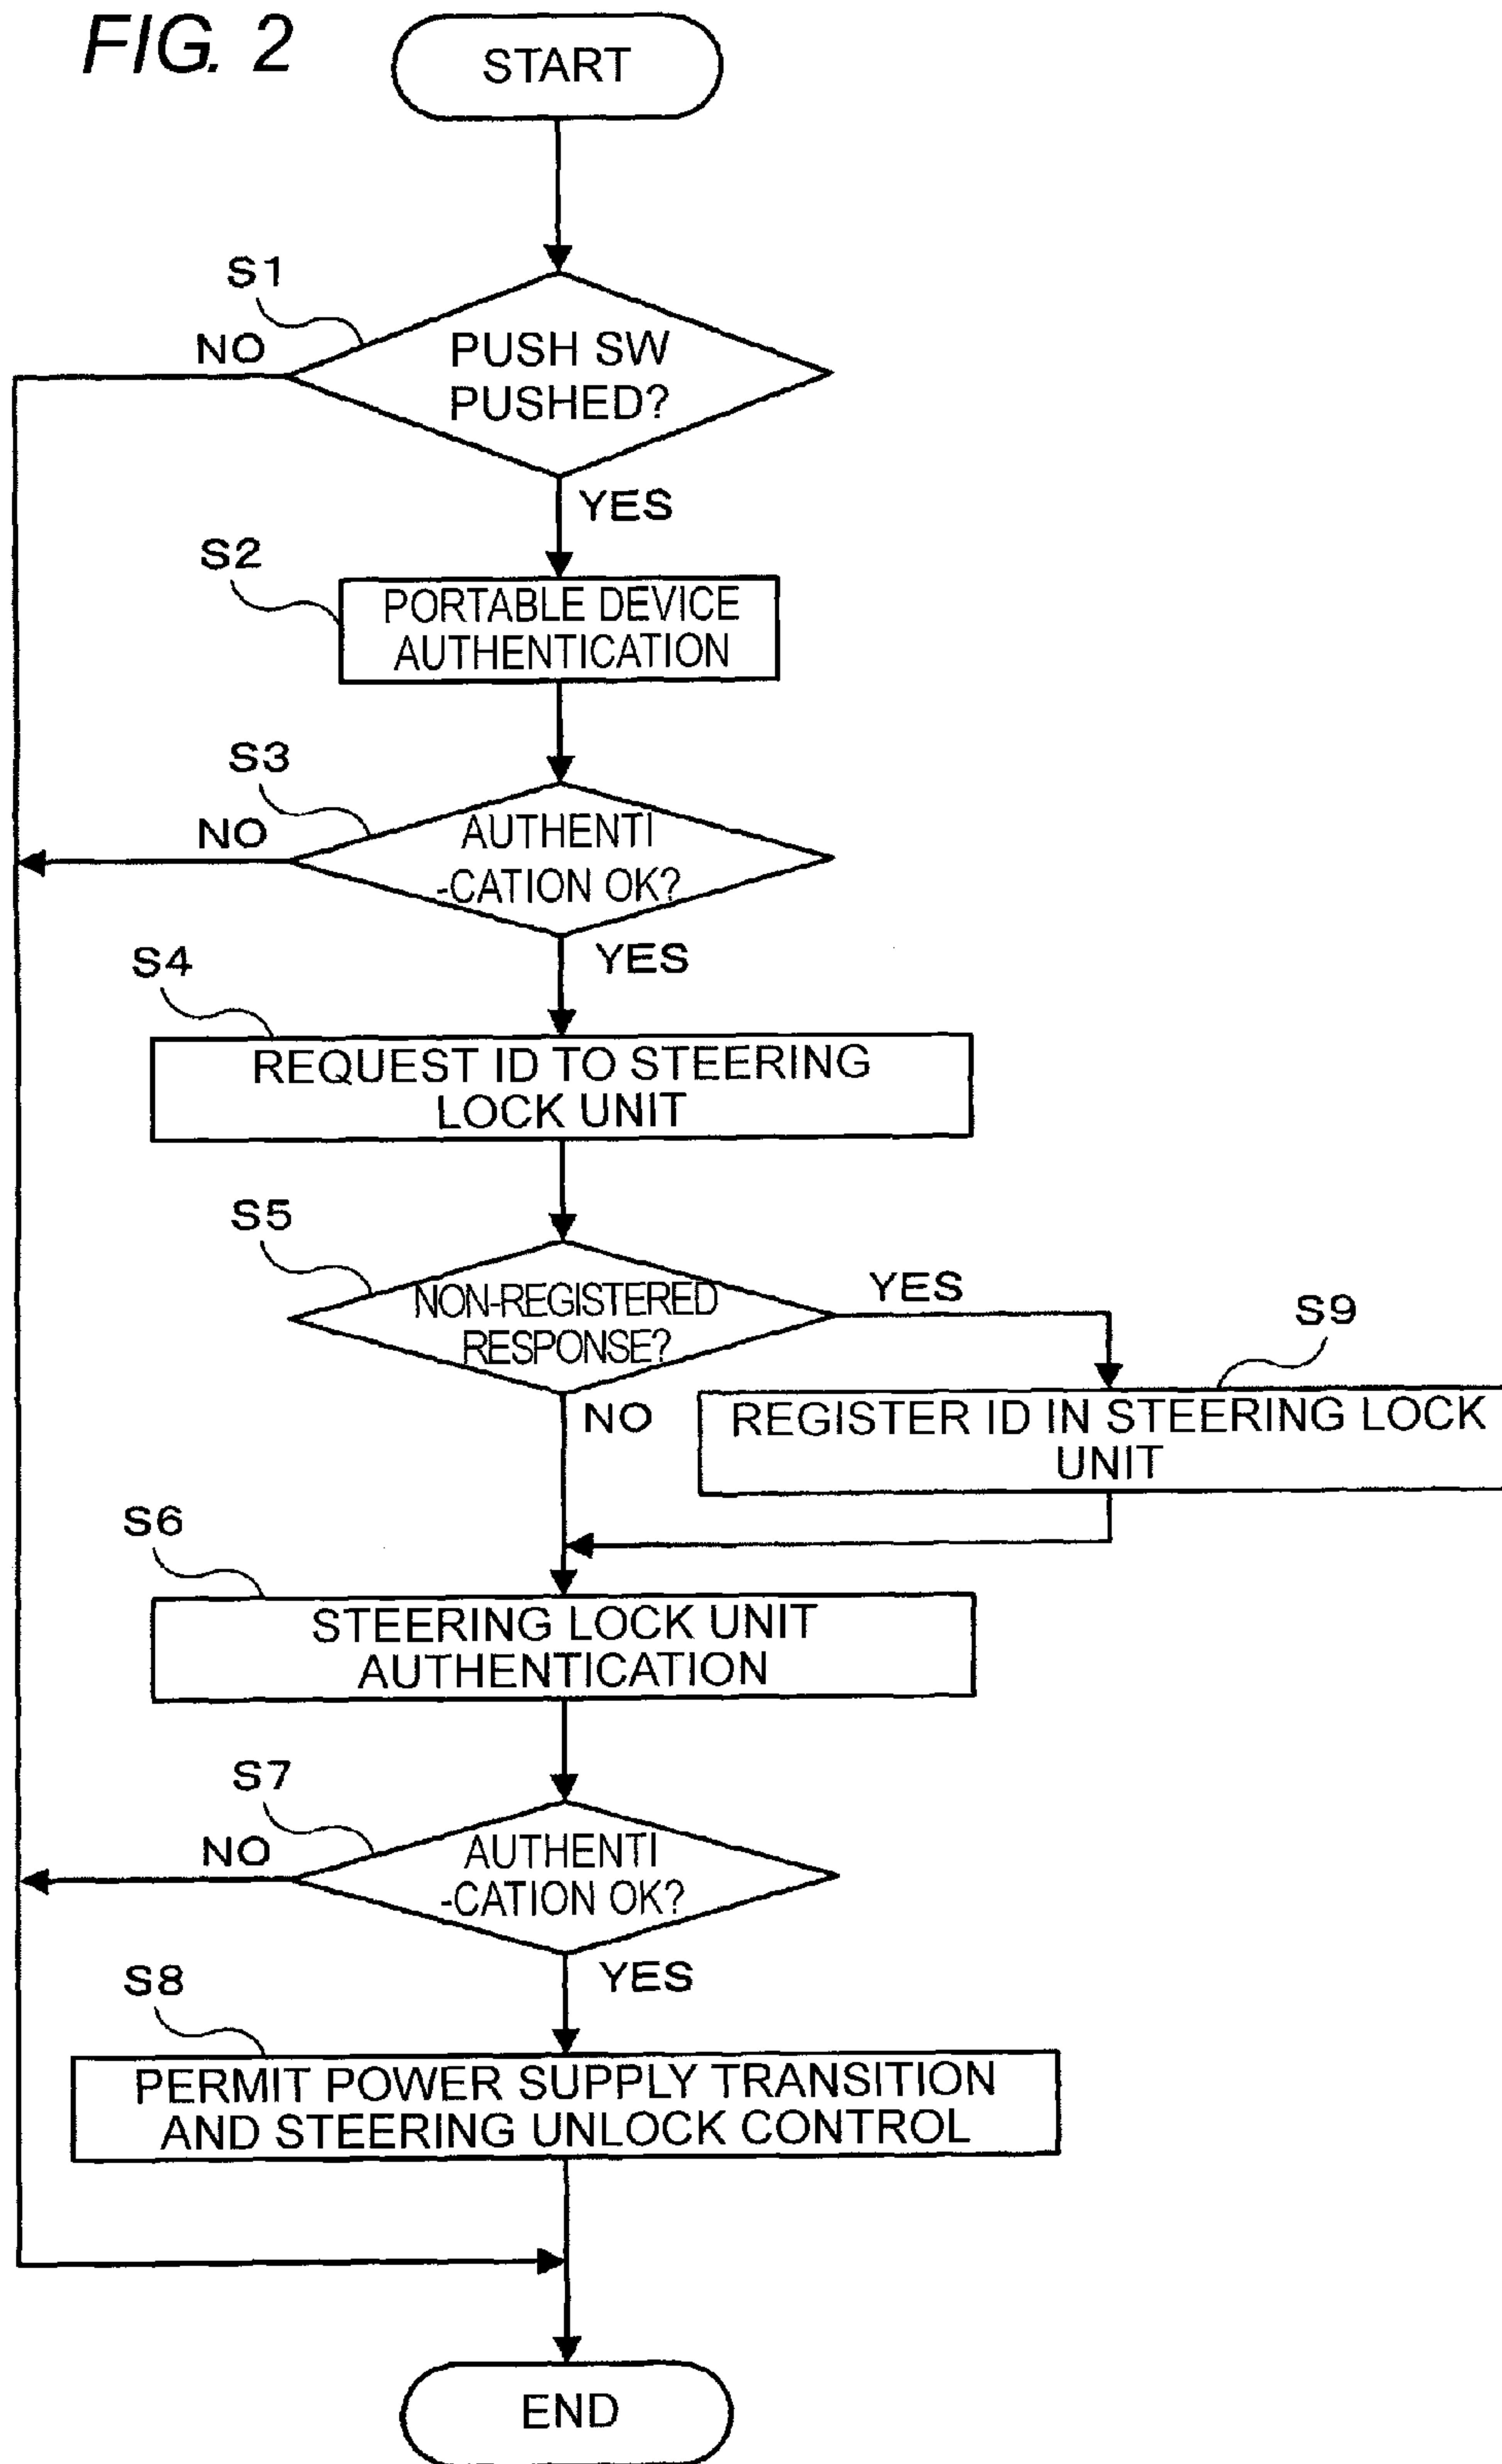 FIG. 2
START
S1
NO
PUSH SW
PUSHED?
YES
S2
PORTABLE DEVICE
AUTHENTICATION
S3
NO
AUTHENTI
-CATION OK?
YES
S4
REQUEST ID TO STEERING
LOCK UNIT
S5
NON-REGISTERED
RESPONSE?
YES
S9
NO
REGISTER ID IN STEERING LOCK
UNIT
S6
STEERING LOCK UNIT
AUTHENTICATION
S7
NO
AUTHENTI
-CATION OK?
YES
S8
PERMIT POWER SUPPLY TRANSITION
AND STEERING UNLOCK CONTROL
END